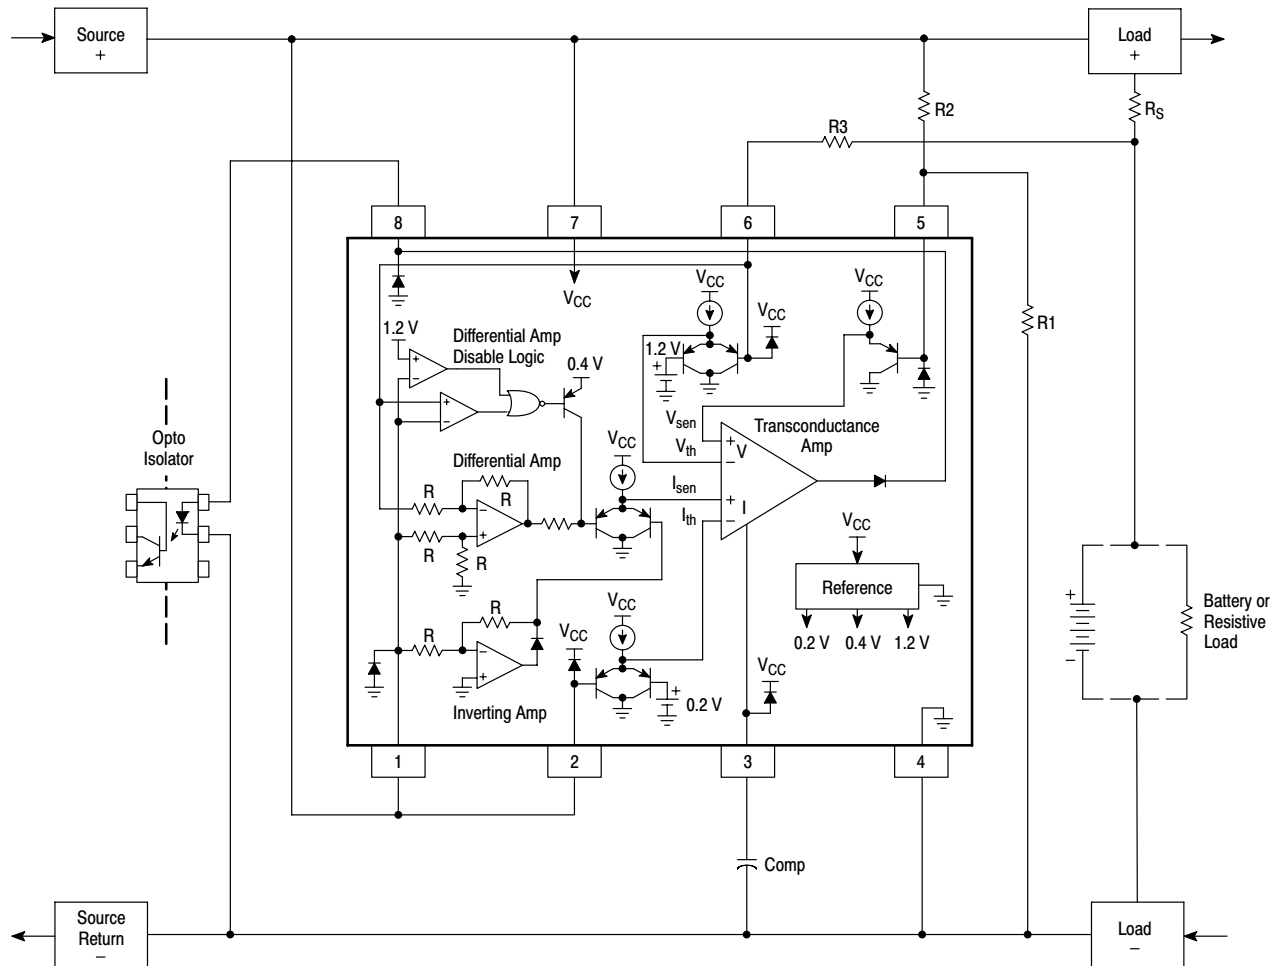 Source
+
Load
+
R2
RS
R3
8
7
6
5
VCC
VCC
VCC
VCC
1.2 V
Differential Amp
Disable Logic
1.2 V
+
R1
+
−
0.4 V
+
−
Vsen
Vth
Transconductance
Amp
Opto
Isolator
VCC
+
V
−
Differential Amp
Isen
+
I
−
Ith
R
R
−
+
R
R
VCC
Reference
Battery or
Resistive
Load
+
−
R
VCC
0.2 V
0.4 V
1.2 V
R
VCC
−
+
VCC
+
0.2 V
Inverting Amp
1
2
3
4
Comp
Source
Return
−
Load
−